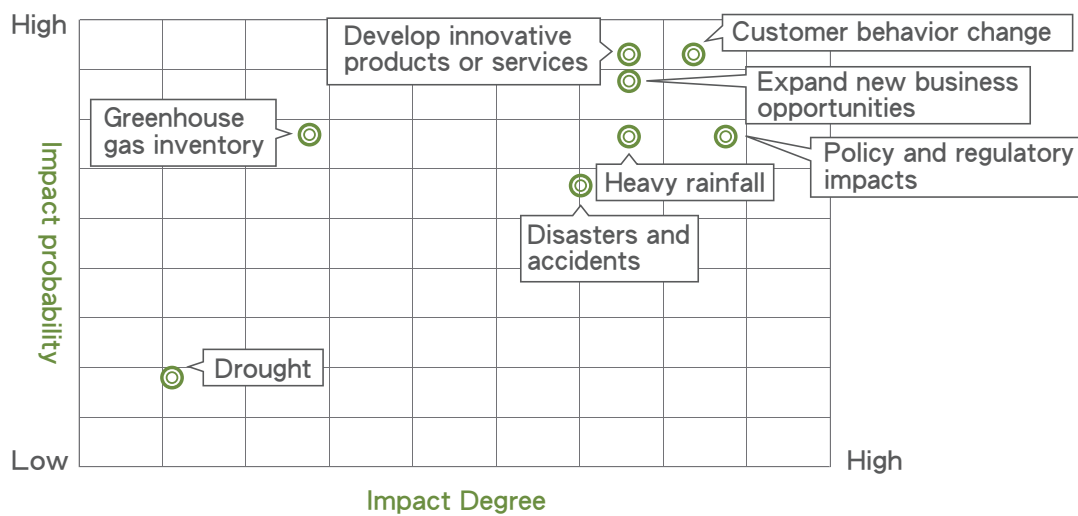 High
Develop innovative
products or services
Customer behavior change
Expand new business
opportunities
Greenhouse
gas inventory
Policy and regulatory
impacts
Heavy rainfall
Disasters and
accidents
Impact probability
Drought
Low
High
Impact Degree